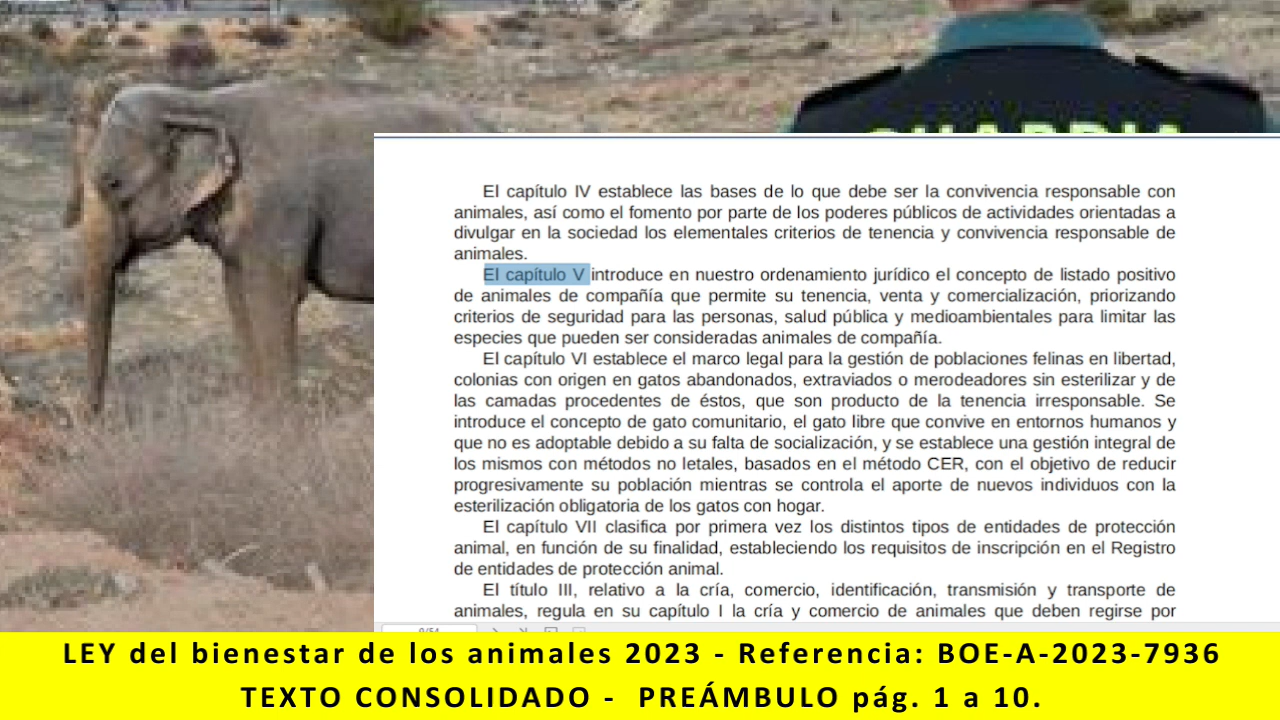 GUARDIA
El capítulo IV establece las bases de lo que debe ser la convivencia responsable con
animales, así como el fomento por parte de los poderes públicos de actividades orientadas a
divulgar en la sociedad los elementales criterios de tenencia y convivencia responsable de
animales.
El capítulo V introduce en nuestro ordenamiento jurídico el concepto de listado positivo
de animales de compañía que permite su tenencia, venta y comercialización, priorizando
criterios de seguridad para las personas, salud pública y medioambientales para limitar las
especies que pueden ser consideradas animales de compañía.
El capítulo VI establece el marco legal para la gestión de poblaciones felinas en libertad,
colonias con origen en gatos abandonados, extraviados o merodeadores sin esterilizar y de
las camadas procedentes de éstos, que son producto de la tenencia irresponsable. Se
introduce el concepto de gato comunitario, el gato libre que convive en entornos humanos y
que no es adoptable debido a su falta de socialización, y se establece una gestión integral de
los mismos con métodos no letales, basados en el método CER, con el objetivo de reducir
progresivamente su población mientras se controla el aporte de nuevos individuos con la
esterilización obligatoria de los gatos con hogar.
El capítulo VII clasifica por primera vez los distintos tipos de entidades de protección
animal, en función de su finalidad, estableciendo los requisitos de inscripción en el Registro
de entidades de protección animal.
El título III, relativo a la cría, comercio, identificación, transmisión y transporte de
animales, regula en su capítulo I la cría y comercio de animales que deben regirse por
LEY del bienestar de los animales 2023 - Referencia: BOE-A-2023-7936
TEXTO CONSOLIDADO - PREÁMBULO pág. 1 a 10.